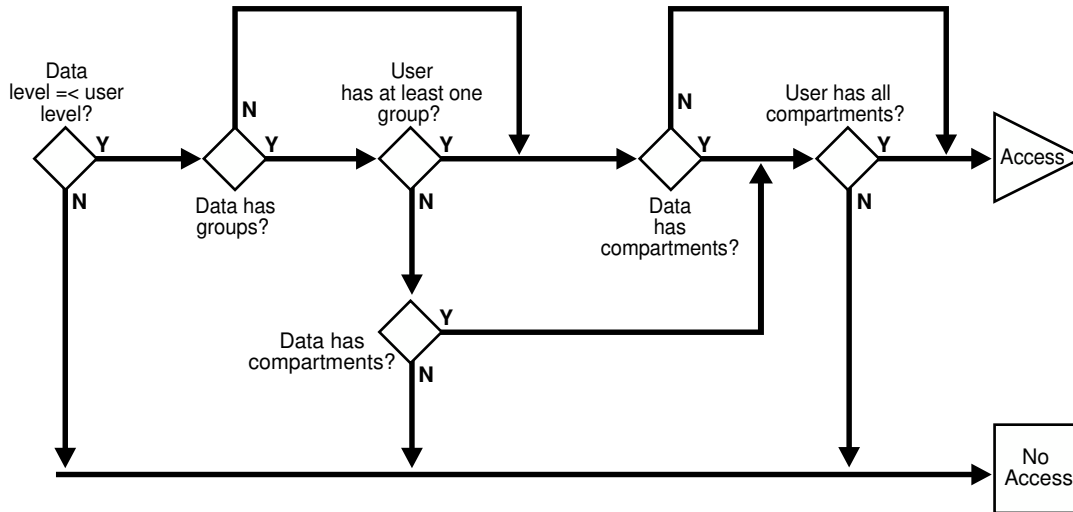 Data
level =< user
level?
Y
N
N
Y
Data has
groups?
User
has at least one
group?
Y
N
Data has
compartments?
Y
N
N
Y
Data
has
compartments?
User has all
compartments?
Y
N
Access
No
Access